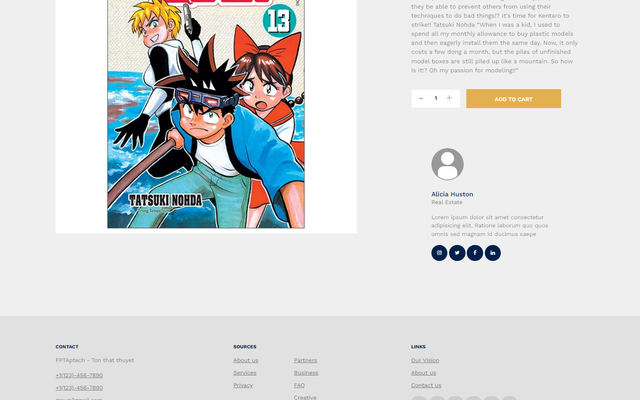 13
TATSUKI NOHDA
they be able to prevent others from using their
techniques to do bad things!? It's time for Kentaro to
strike!! Tatsuki Nohda "When I was a kid, I used to
spend all my monthly allowance to buy plastic models
and then eagerly install them the same day. Now, it only
costs a few dong a month, but the piles of unfinished
model boxes are still piled up like a mountain. So how
is it!? Oh my passion for modeling!!"
− 1 +
ADD TO CART
Alicia Huston
Real Estate
Lorem ipsum dolor sit amet consectetur
adipisicing elit. Ratione laborum quo quos
omnis sed magnam id ducimus saepe
CONTACT
FPTAptech - Ton that thuyet
+1(123)-456-7890
+1(123)-456-7890
SOURCES
About us
Services
Privacy
Partners
Business
FAQ
Creative
LINKS
Our Vision
About us
Contact us